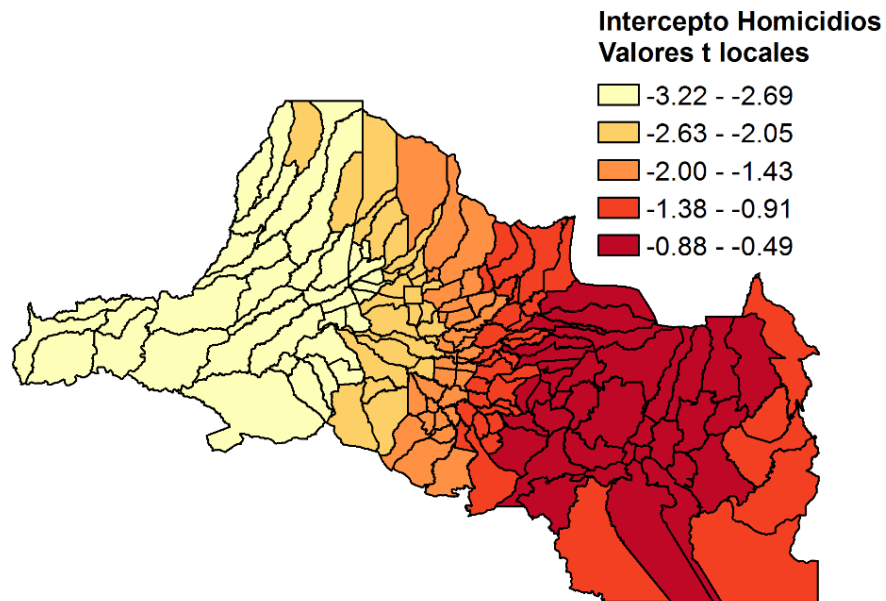 Intercepto Homicidios
Valores t locales
-3.22 - -2.69
-2.63 - -2.05
-2.00 - -1.43
-1.38 - -0.91
-0.88 - -0.49